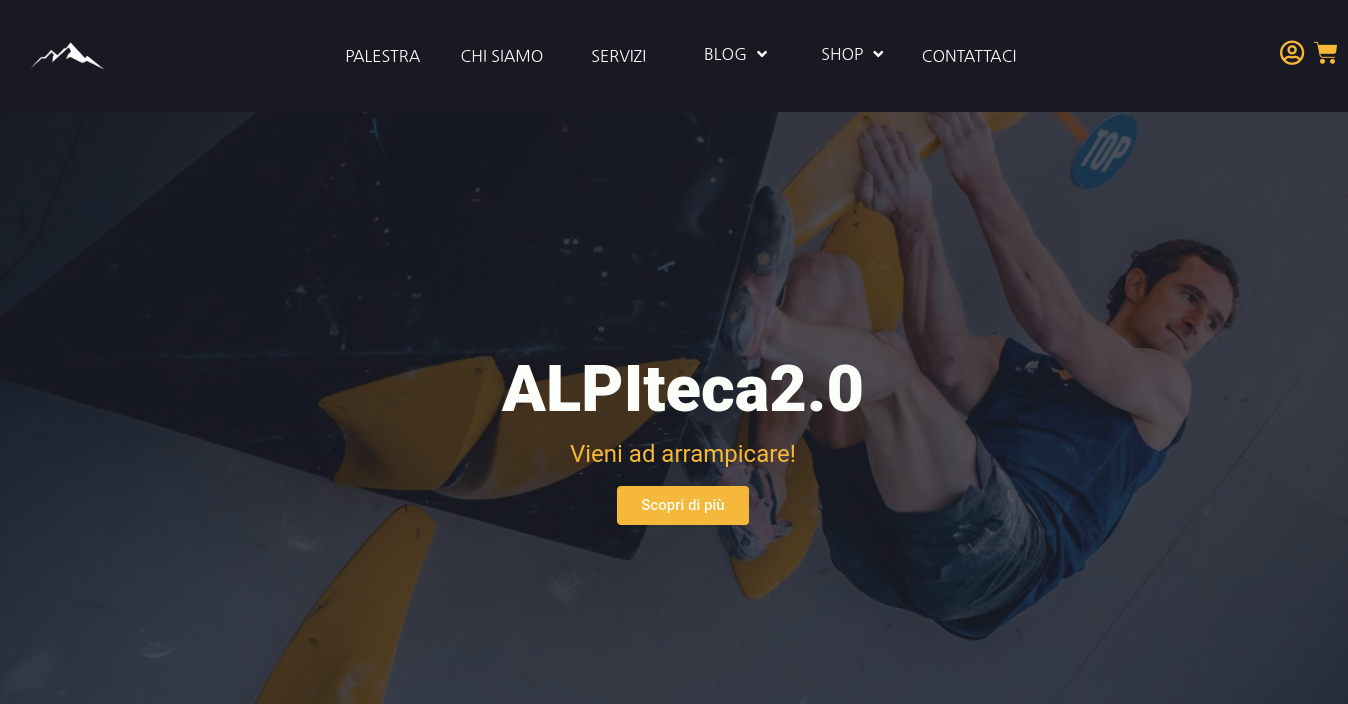 PALESTRA CHI SIAMO SERVIZI BLOG SHOP CONTATTACI
TOP
ALPIteca2.0
Vieni ad arrampicare!
Scopri di più